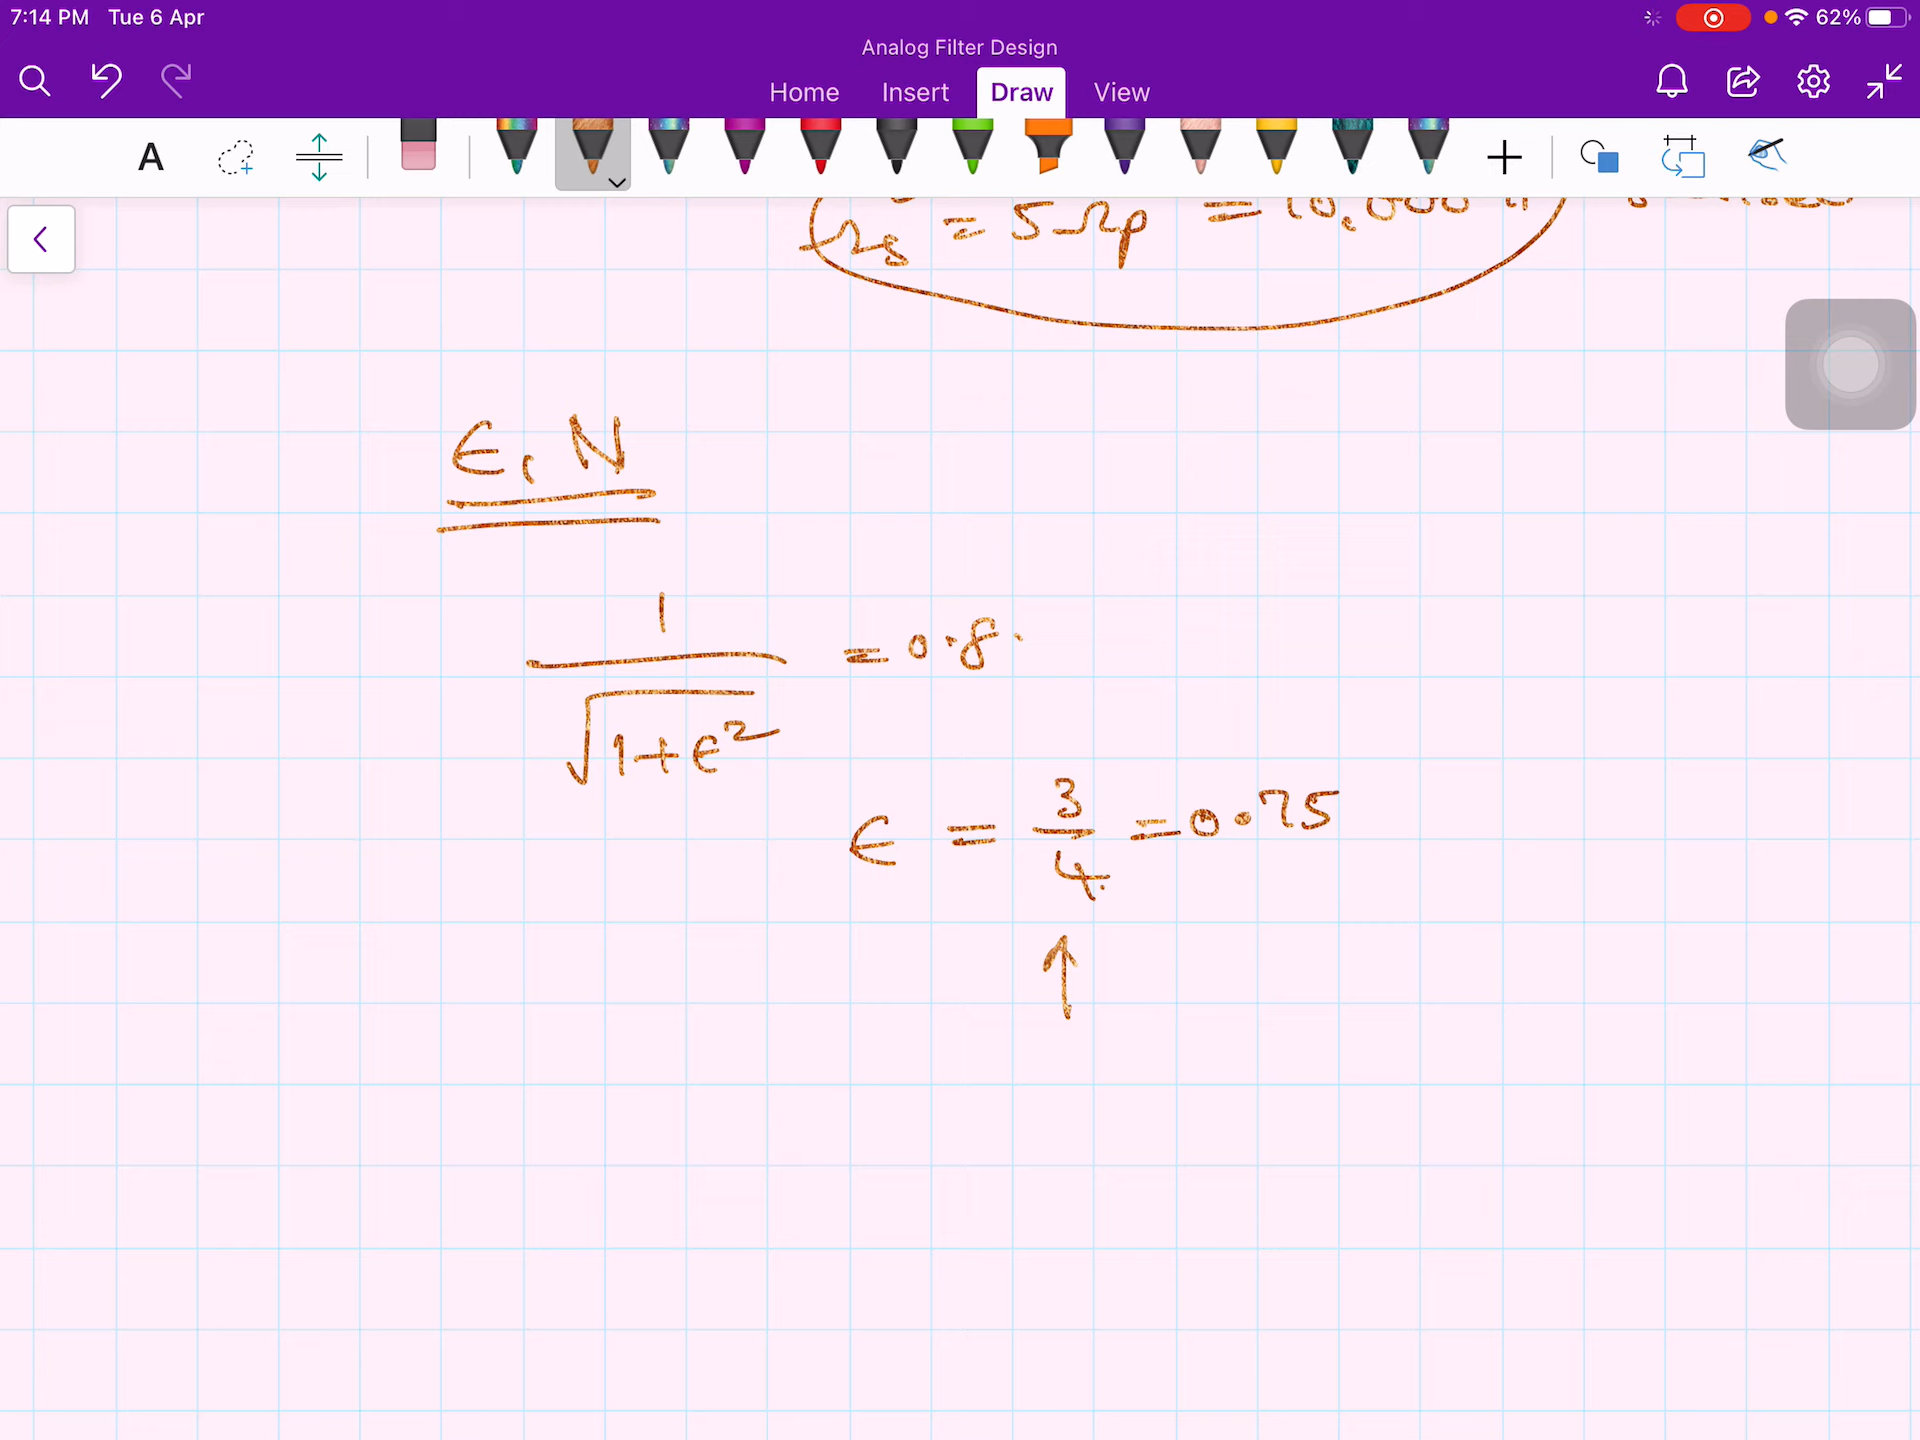 7:14 PM Tue 6 Apr 62%
Analog Filter Design
Home Insert Draw View
A
Ωs = 5Ωp = 10,000 π
ϵ, N
1
= 0.8.
√1+ϵ²
ϵ = 3/4 = 0.75